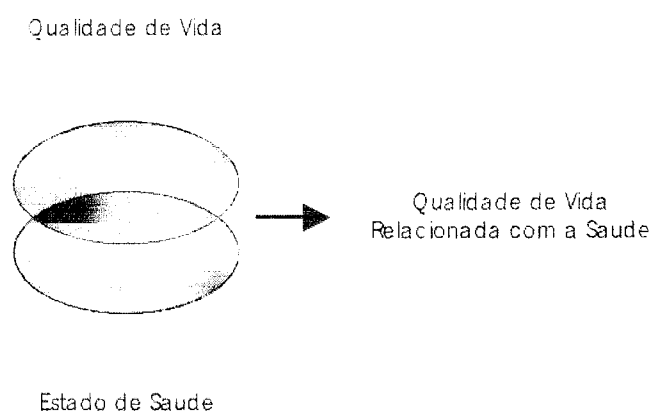 Qualidade de Vida
Qualidade de Vida
Relacionada com a Saude
Estado de Saude